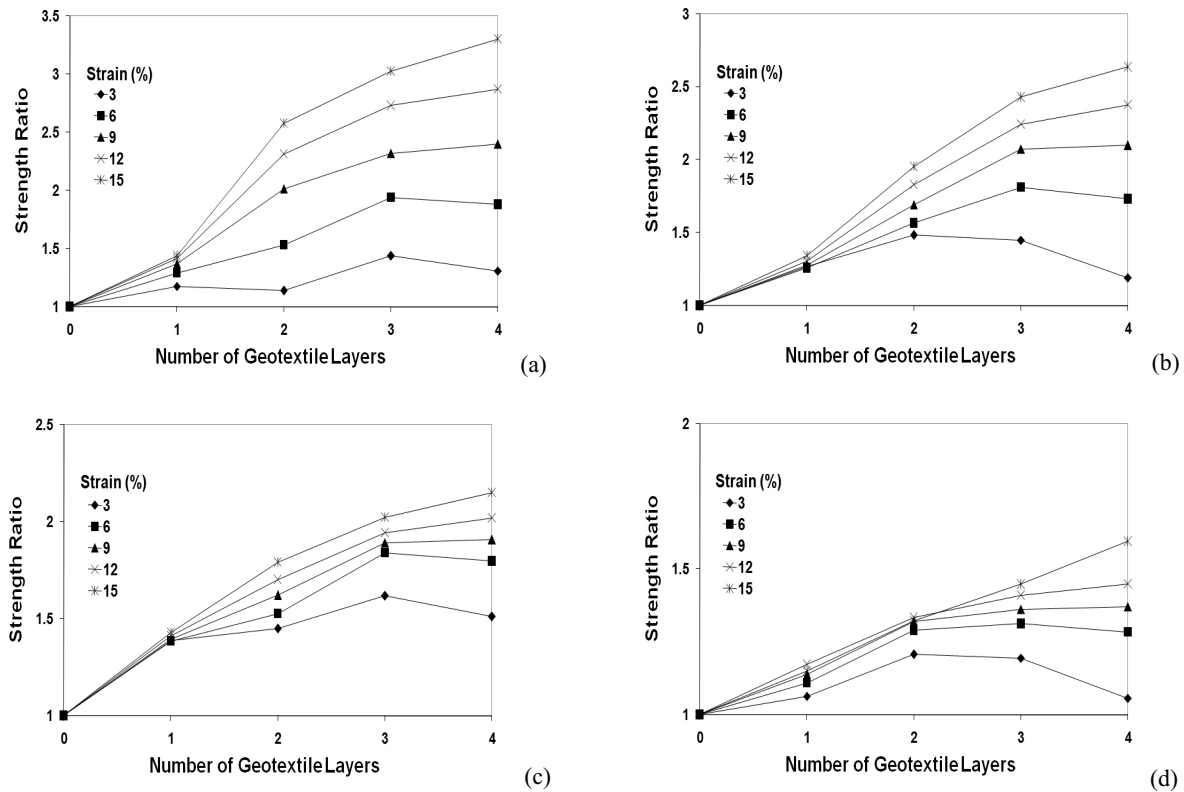 3.5
3
2.5
2
1.5
1
Strength Ratio
Strain (%)
3
6
9
12
15
0 1 2 3 4
Number of Geotextile Layers
(a)
3
2.5
2
1.5
1
Strength Ratio
Strain (%)
3
6
9
12
15
0 1 2 3 4
Number of Geotextile Layers
(b)
2.5
2
1.5
1
Strength Ratio
Strain (%)
3
6
9
12
15
0 1 2 3 4
Number of Geotextile Layers
(c)
2
1.5
1
Strength Ratio
Strain (%)
3
6
9
12
15
0 1 2 3 4
Number of Geotextile Layers
(d)